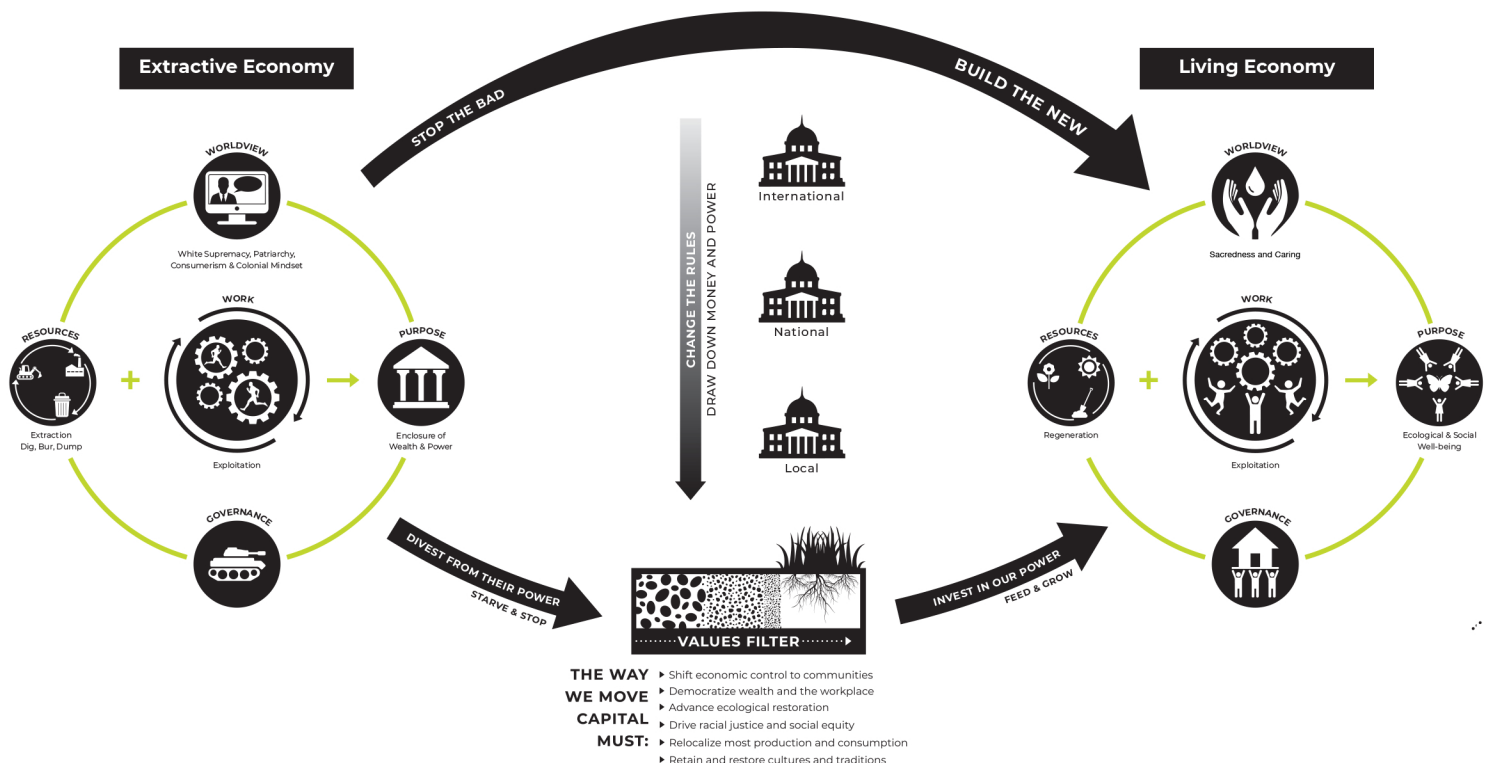 Extractive Economy
Living Economy
STOP THE BAD
BUILD THE NEW
WORLDVIEW
White Supremacy, Patriarchy,
Consumerism & Colonial Mindset
RESOURCES
Extraction
Dig, Bur, Dump
WORK
Exploitation
PURPOSE
Enclosure of
Wealth & Power
GOVERNANCE
CHANGE THE RULES
DRAW DOWN MONEY AND POWER
International
National
Local
DIVEST FROM THEIR POWER
STARVE & STOP
VALUES FILTER
INVEST IN OUR POWER
FEED & GROW
WORLDVIEW
Sacredness and Caring
RESOURCES
Regeneration
WORK
Exploitation
PURPOSE
Ecological & Social
Well-being
GOVERNANCE
THE WAY
WE MOVE
CAPITAL
MUST:
Shift economic control to communities
Democratize wealth and the workplace
Advance ecological restoration
Drive racial justice and social equity
Relocalize most production and consumption
Retain and restore cultures and traditions